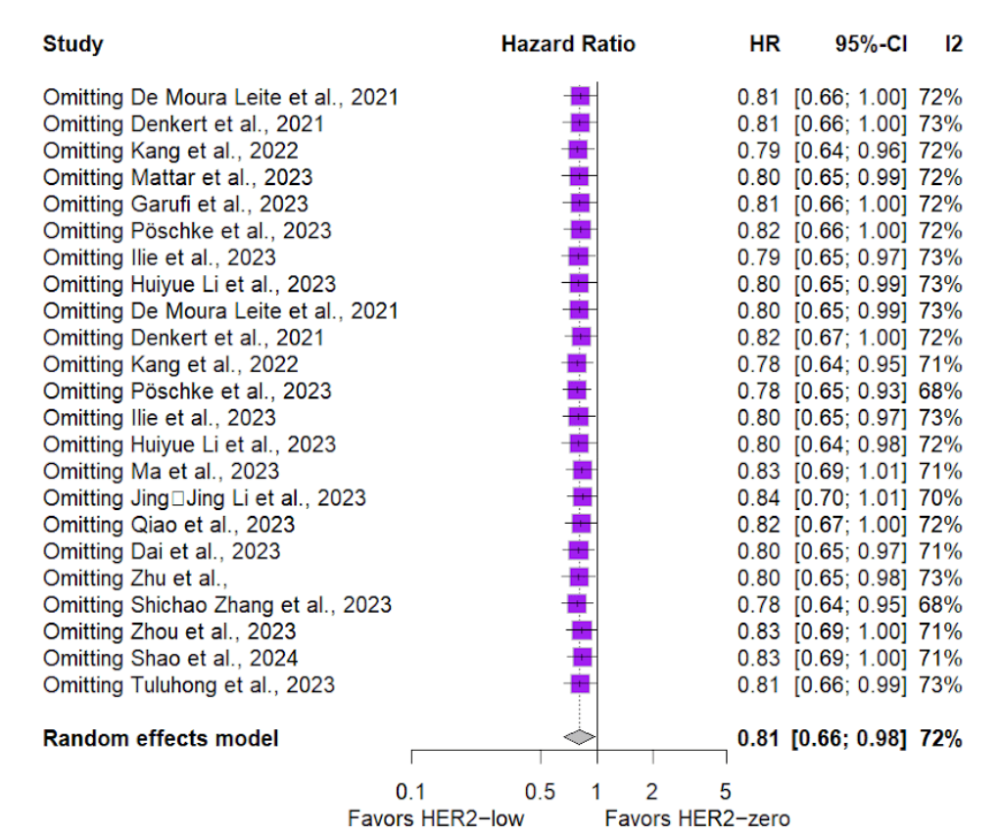 Study Hazard Ratio HR 95%-CI I2
Omitting De Moura Leite et al., 2021 0.81 [0.66; 1.00] 72%
Omitting Denkert et al., 2021 0.81 [0.66; 1.00] 73%
Omitting Kang et al., 2022 0.79 [0.64; 0.96] 72%
Omitting Mattar et al., 2023 0.80 [0.65; 0.99] 72%
Omitting Garufi et al., 2023 0.81 [0.66; 1.00] 72%
Omitting Pöschke et al., 2023 0.82 [0.66; 1.00] 72%
Omitting Ilie et al., 2023 0.79 [0.65; 0.97] 73%
Omitting Huiyue Li et al., 2023 0.80 [0.65; 0.99] 73%
Omitting De Moura Leite et al., 2021 0.80 [0.65; 0.99] 73%
Omitting Denkert et al., 2021 0.82 [0.67; 1.00] 72%
Omitting Kang et al., 2022 0.78 [0.64; 0.95] 71%
Omitting Pöschke et al., 2023 0.78 [0.65; 0.93] 68%
Omitting Ilie et al., 2023 0.80 [0.65; 0.97] 73%
Omitting Huiyue Li et al., 2023 0.80 [0.64; 0.98] 72%
Omitting Ma et al., 2023 0.83 [0.69; 1.01] 71%
Omitting Jing□Jing Li et al., 2023 0.84 [0.70; 1.01] 70%
Omitting Qiao et al., 2023 0.82 [0.67; 1.00] 72%
Omitting Dai et al., 2023 0.80 [0.65; 0.97] 71%
Omitting Zhu et al., 0.80 [0.65; 0.98] 73%
Omitting Shichao Zhang et al., 2023 0.78 [0.64; 0.95] 68%
Omitting Zhou et al., 2023 0.83 [0.69; 1.00] 71%
Omitting Shao et al., 2024 0.83 [0.69; 1.00] 71%
Omitting Tuluhong et al., 2023 0.81 [0.66; 0.99] 73%
Random effects model 0.81 [0.66; 0.98] 72%
0.1 0.5 1 2 5
Favors HER2−low Favors HER2−zero